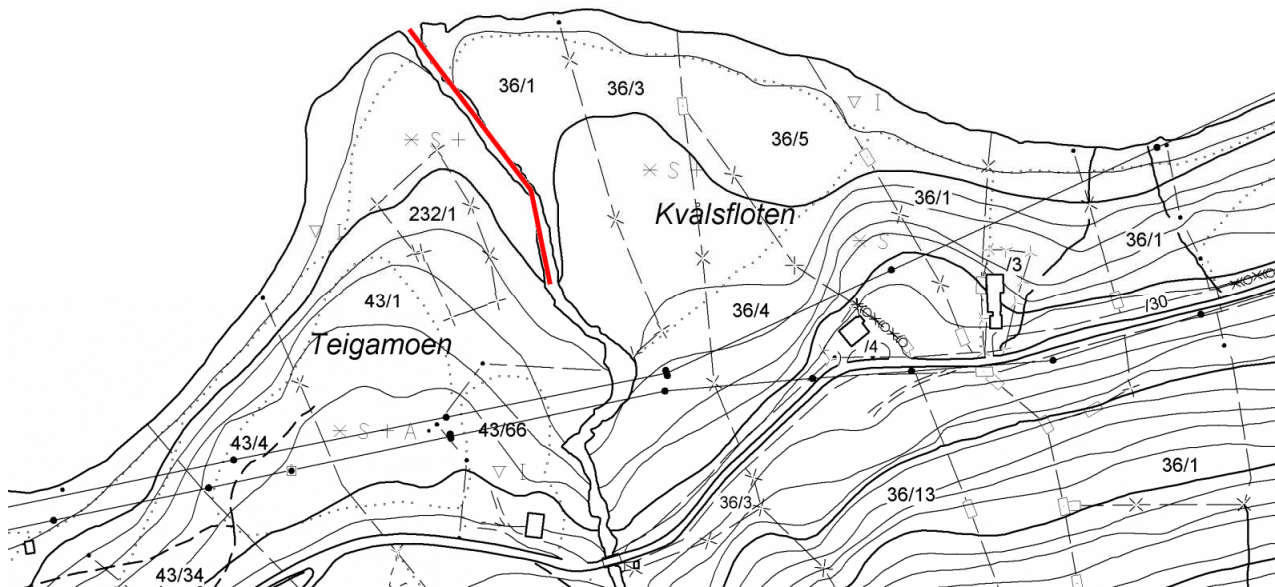 36/1
36/3
▽ I
36/5
S +
S +
232/1
Kvalsfloten
36/1
36/1
▽ I
S
/3
43/1
36/4
/30
Teigamoen
/4
43/4
S + A
43/66
▽ I
36/1
36/3
36/13
43/34